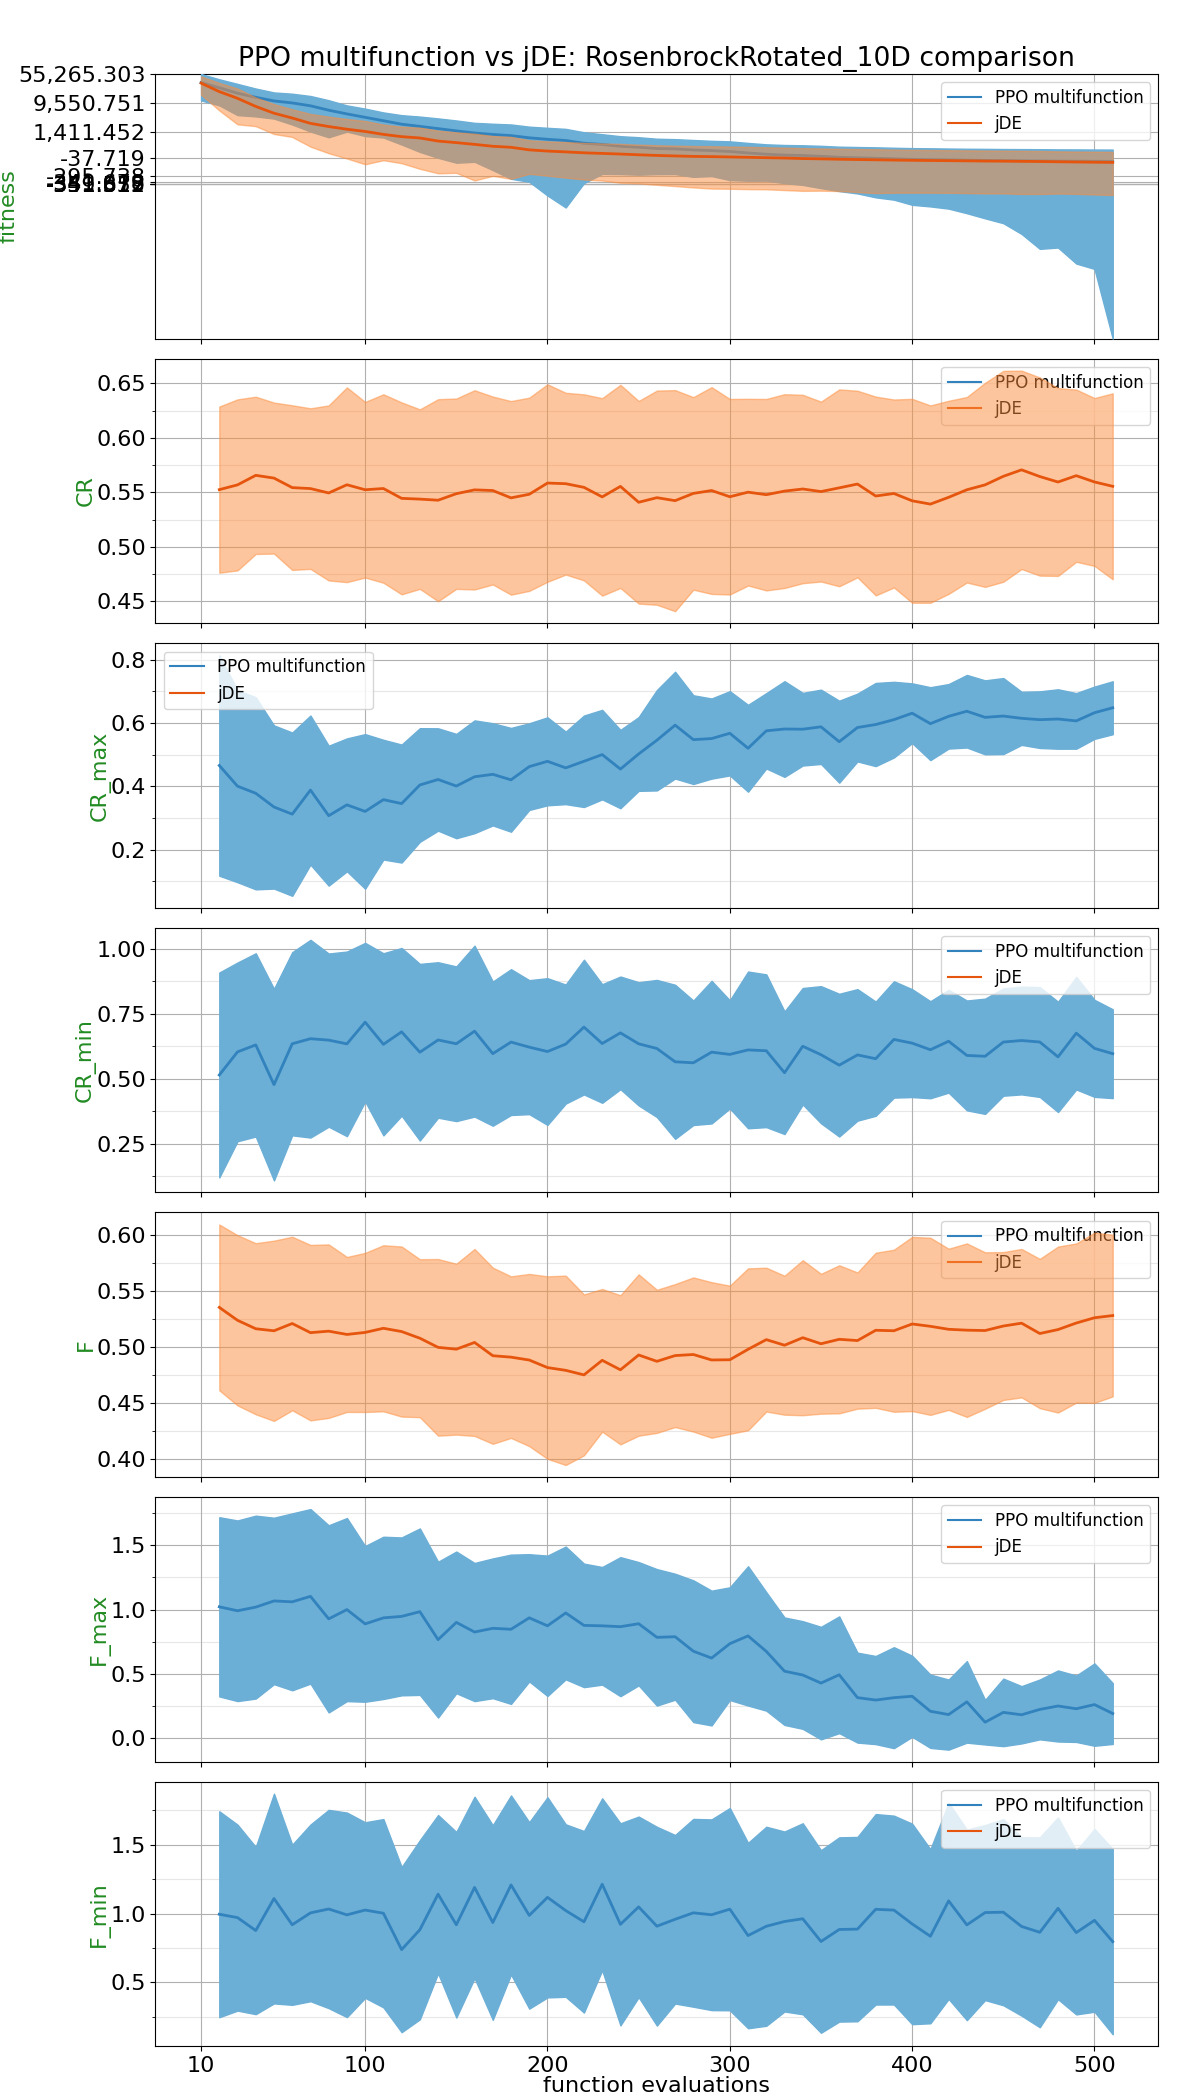 PPO multifunction vs jDE: RosenbrockRotated_10D comparison
55,265.303
9,550.751
1,411.452
-37.719
fitness
PPO multifunction
jDE
0.65
0.60
0.55
0.50
0.45
CR
PPO multifunction
jDE
0.8
0.6
0.4
0.2
CR_max
PPO multifunction
jDE
1.00
0.75
0.50
0.25
CR_min
PPO multifunction
jDE
0.60
0.55
0.50
0.45
0.40
F
PPO multifunction
jDE
1.5
1.0
0.5
0.0
F_max
PPO multifunction
jDE
1.5
1.0
0.5
F_min
PPO multifunction
jDE
10 100 200 300 400 500
function evaluations